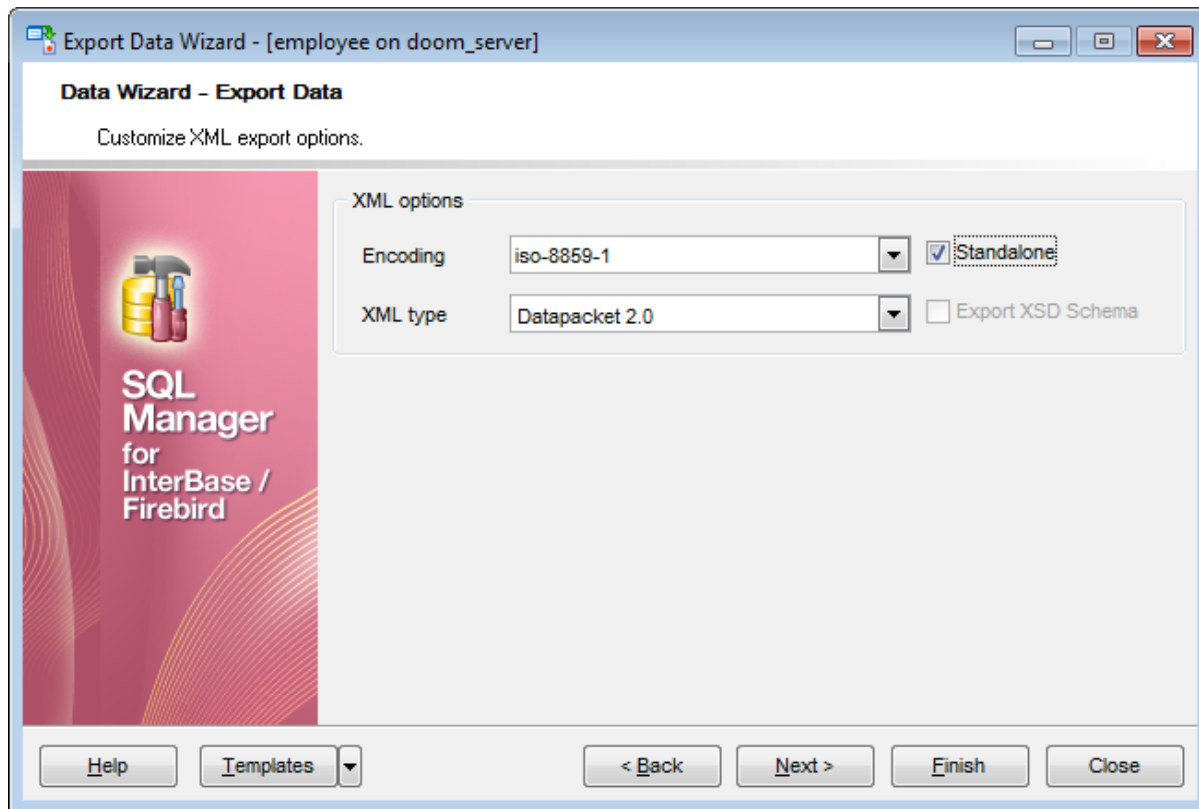 Export Data Wizard - [employee on doom_server]
Data Wizard - Export Data
Customize XML export options.
XML options
Encoding iso-8859-1 Standalone
XML type Datapacket 2.0 Export XSD Schema
SQL
Manager
for
InterBase /
Firebird
Help Templates < Back Next > Finish Close